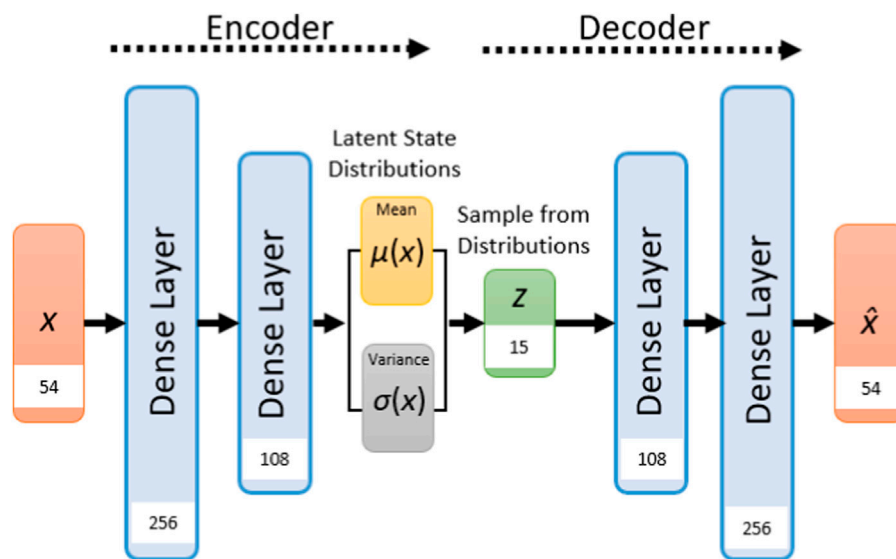 Encoder
Decoder
Latent State
Distributions
Sample from
Distributions
x
54
Dense Layer
256
Dense Layer
108
Mean
μ(x)
Variance
σ(x)
z
15
Dense Layer
108
Dense Layer
256
x̂
54